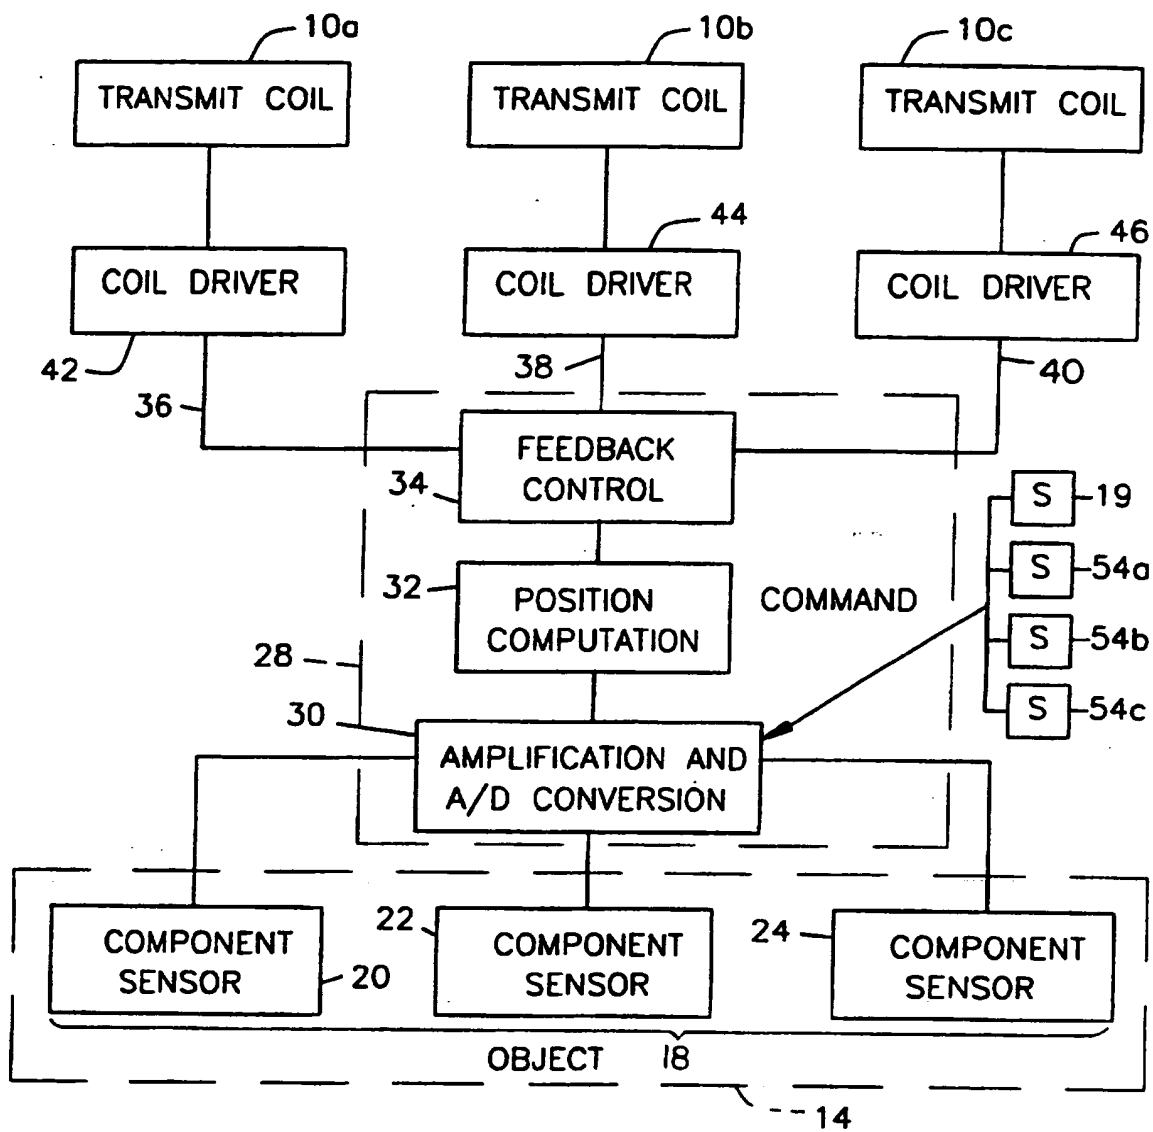 10a
10b
10c
TRANSMIT COIL
TRANSMIT COIL
TRANSMIT COIL
44
46
COIL DRIVER
COIL DRIVER
COIL DRIVER
42
38
40
36
FEEDBACK
CONTROL
34
S
19
32
POSITION
COMPUTATION
COMMAND
S
54a
S
54b
28
S
54c
30
AMPLIFICATION AND
A/D CONVERSION
COMPONENT
SENSOR
20
22
COMPONENT
SENSOR
24
COMPONENT
SENSOR
OBJECT 18
14